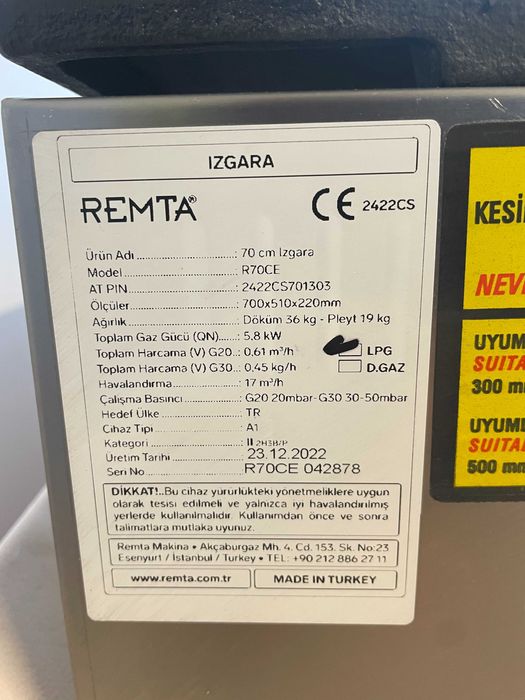 IZGARA
REMTA®
CE 2422CS
Ürün Adı : 70 cm Izgara
Model : R70CE
AT PIN : 2422CS701303
Ölçüler : 700x510x220mm
Ağırlık : Döküm 36 kg - Pleyt 19 kg
Toplam Gaz Gücü (QN) : 5.8 kW
Toplam Harcama (V) G20 : 0,61 m³/h
LPG
Toplam Harcama (V) G30 : 0,45 kg/h
D.GAZ
Havalandırma : 17 m³/h
Çalışma Basıncı : G20 20mbar-G30 30-50mbar
Hedef Ülke : TR
Cihaz Tipi : A1
Kategori : II 2H3B/P
Üretim Tarihi : 23.12.2022
Seri No : R70CE 042878
DİKKAT!..Bu cihaz yürürlükteki yönetmeliklere uygun
olarak tesisi edilmeli ve yalnızca iyi havalandırılmış
yerlerde kullanılmalıdır. Kullanımdan önce ve sonra
talimatlara mutlaka uyunuz.
Remta Makina • Akçaburgaz Mh. 4. Cd. 153. Sk. No:23
Esenyurt / İstanbul / Turkey • TEL: +90 212 886 27 11
www.remta.com.tr
MADE IN TURKEY
300 m
500 mm